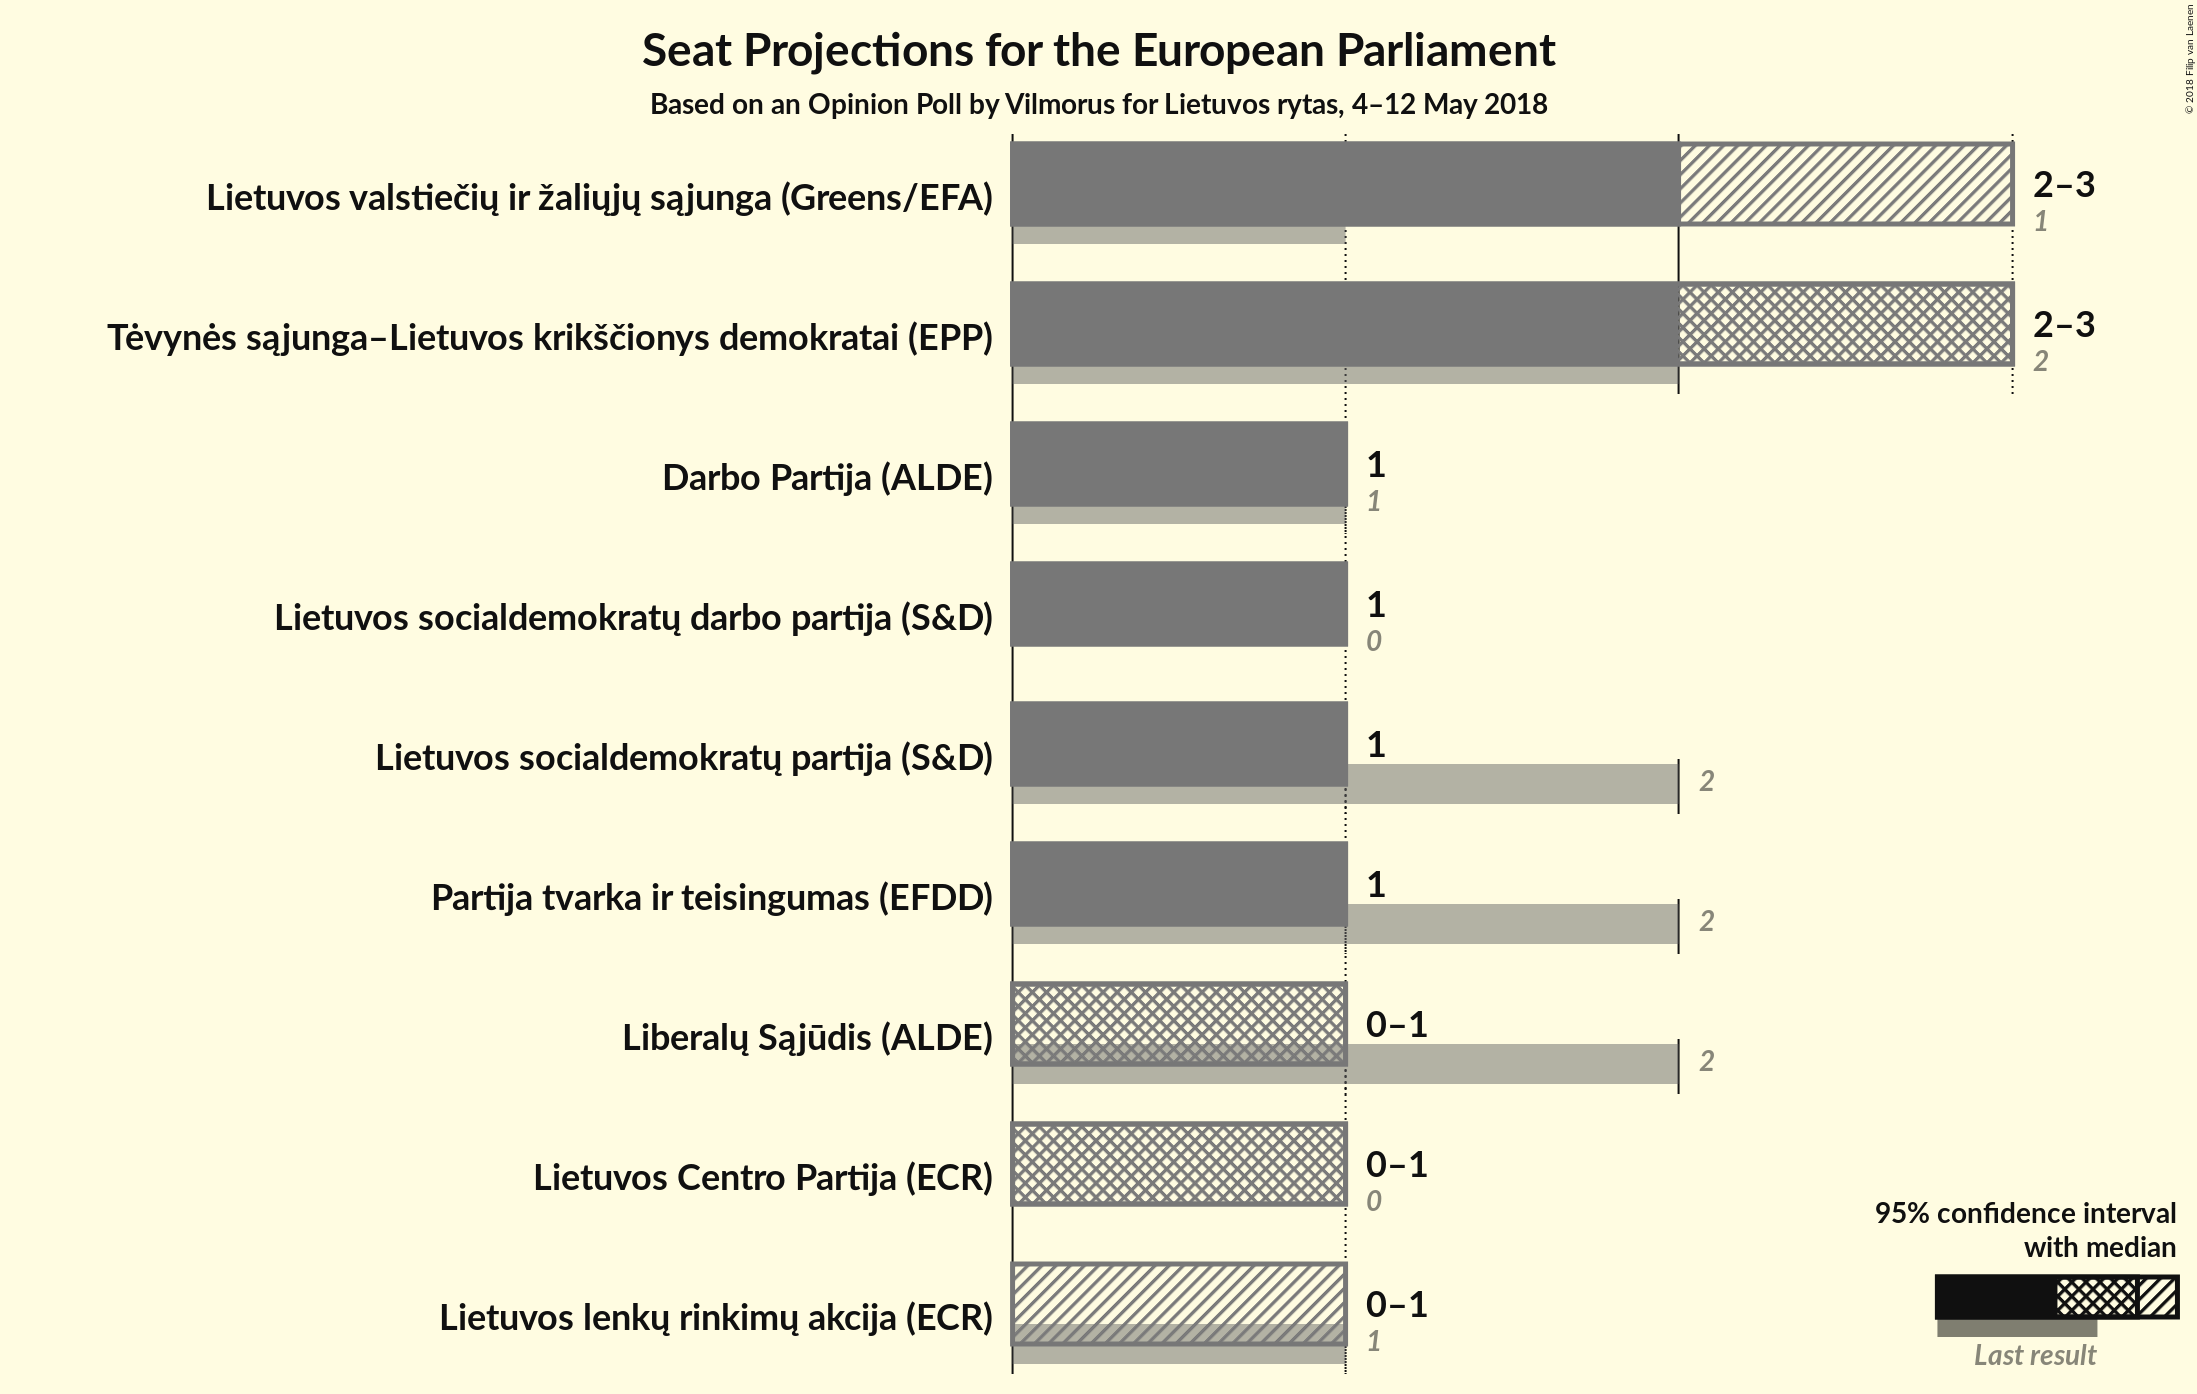 Seat Projections for the European Parliament
Based on an Opinion Poll by Vilmorus for Lietuvos rytas, 4–12 May 2018
© 2018 Filip van Laenen
Lietuvos valstiečių ir žaliųjų sąjunga (Greens/EFA)
2–3
1
Tėvynės sąjunga–Lietuvos krikščionys demokratai (EPP)
2–3
2
Darbo Partija (ALDE)
1
1
Lietuvos socialdemokratų darbo partija (S&D)
1
0
Lietuvos socialdemokratų partija (S&D)
1
2
Partija tvarka ir teisingumas (EFDD)
1
2
Liberalų Sąjūdis (ALDE)
0–1
2
Lietuvos Centro Partija (ECR)
0–1
0
Lietuvos lenkų rinkimų akcija (ECR)
0–1
1
95% confidence interval
with median
Last result